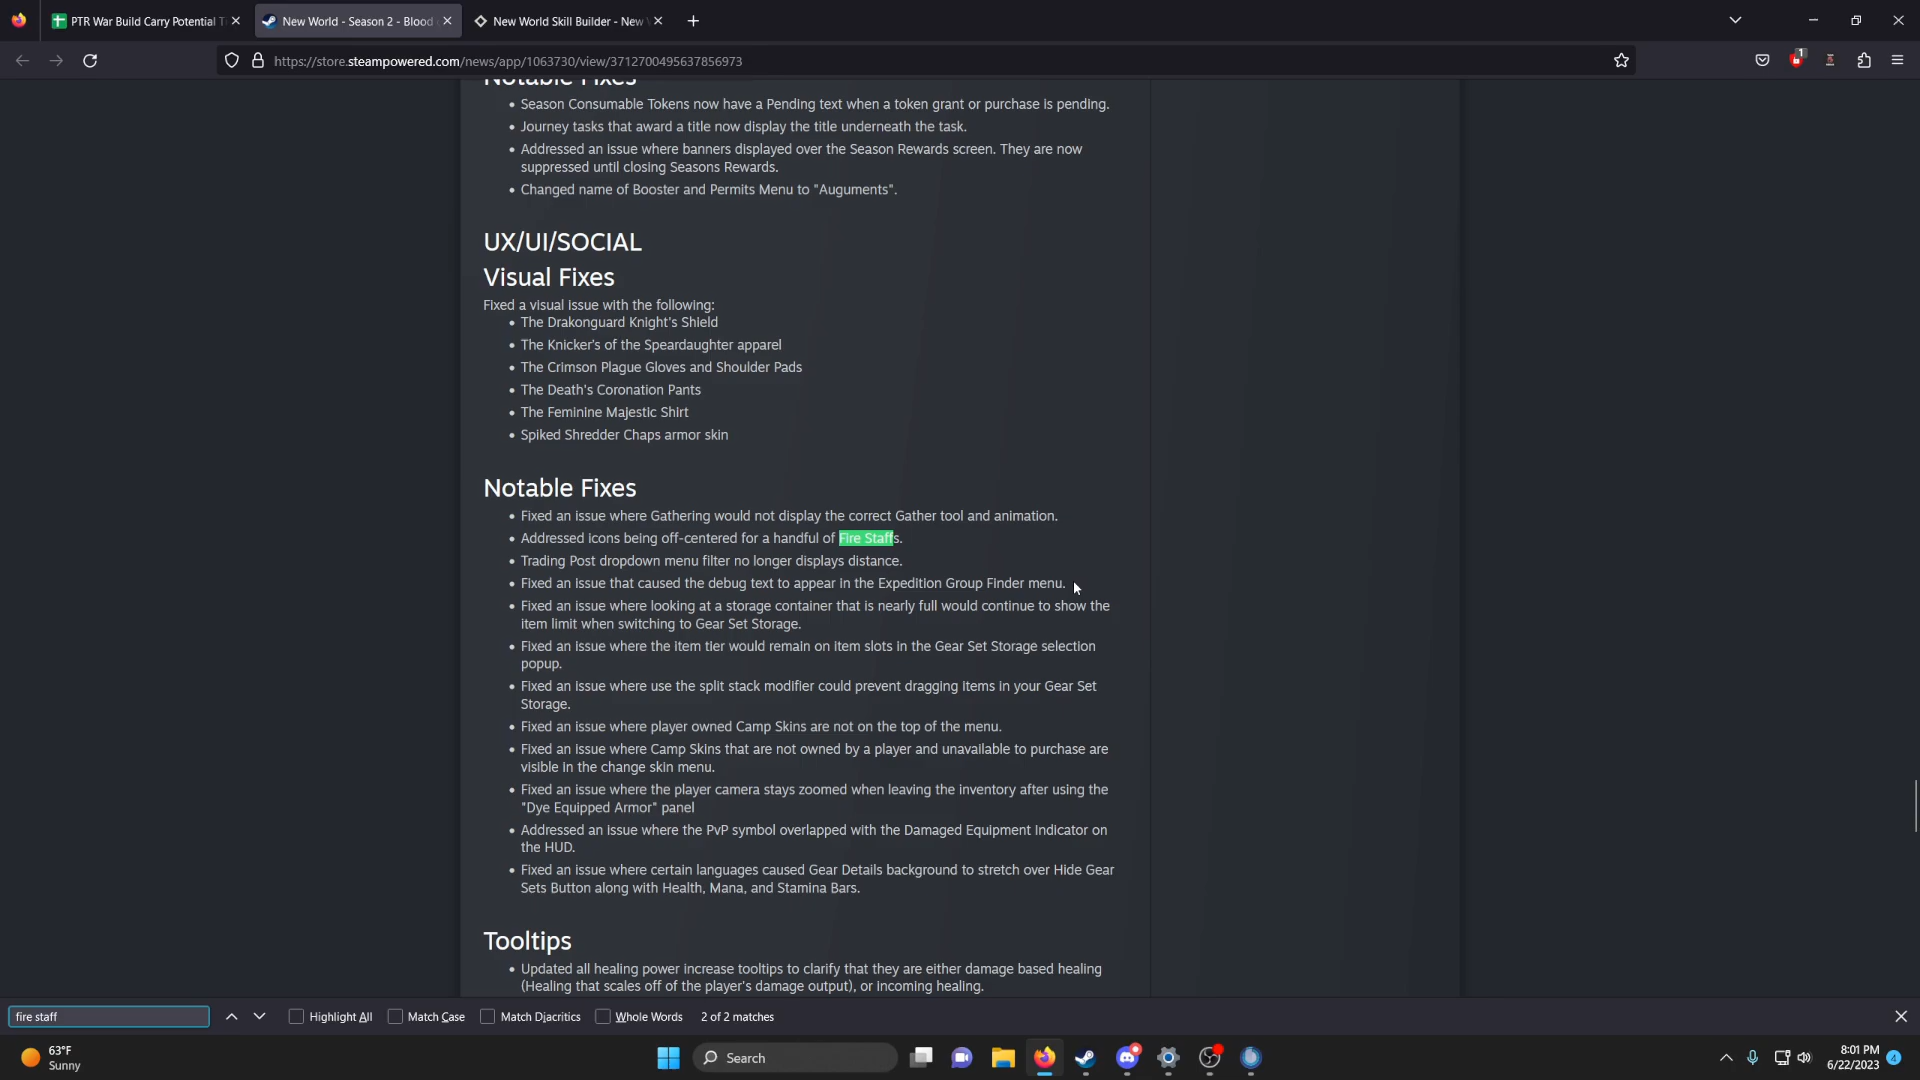 PTR War Build Carry Potential T
New World - Season 2 - Blood
New World Skill Builder - New
https://store.steampowered.com/news/app/1063730/view/3712700495637856973
1
Notable Fixes
• Season Consumable Tokens now have a Pending text when a token grant or purchase is pending.
• Journey tasks that award a title now display the title underneath the task.
• Addressed an issue where banners displayed over the Season Rewards screen. They are now
suppressed until closing Seasons Rewards.
• Changed name of Booster and Permits Menu to "Auguments".
UX/UI/SOCIAL
Visual Fixes
Fixed a visual issue with the following:
• The Drakonguard Knight's Shield
• The Knicker's of the Speardaughter apparel
• The Crimson Plague Gloves and Shoulder Pads
• The Death's Coronation Pants
• The Feminine Majestic Shirt
• Spiked Shredder Chaps armor skin
Notable Fixes
• Fixed an issue where Gathering would not display the correct Gather tool and animation.
• Addressed icons being off-centered for a handful of Fire Staffs.
• Trading Post dropdown menu filter no longer displays distance.
• Fixed an issue that caused the debug text to appear in the Expedition Group Finder menu.
• Fixed an issue where looking at a storage container that is nearly full would continue to show the
item limit when switching to Gear Set Storage.
• Fixed an issue where the item tier would remain on item slots in the Gear Set Storage selection
popup.
• Fixed an issue where use the split stack modifier could prevent dragging items in your Gear Set
Storage.
• Fixed an issue where player owned Camp Skins are not on the top of the menu.
• Fixed an issue where Camp Skins that are not owned by a player and unavailable to purchase are
visible in the change skin menu.
• Fixed an issue where the player camera stays zoomed when leaving the inventory after using the
"Dye Equipped Armor" panel
• Addressed an issue where the PvP symbol overlapped with the Damaged Equipment Indicator on
the HUD.
• Fixed an issue where certain languages caused Gear Details background to stretch over Hide Gear
Sets Button along with Health, Mana, and Stamina Bars.
Tooltips
• Updated all healing power increase tooltips to clarify that they are either damage based healing
(Healing that scales off of the player's damage output), or incoming healing.
fire staff
Highlight All
Match Case
Match Diacritics
Whole Words
2 of 2 matches
63°F
Sunny
Search
8:01 PM
6/22/2023
4